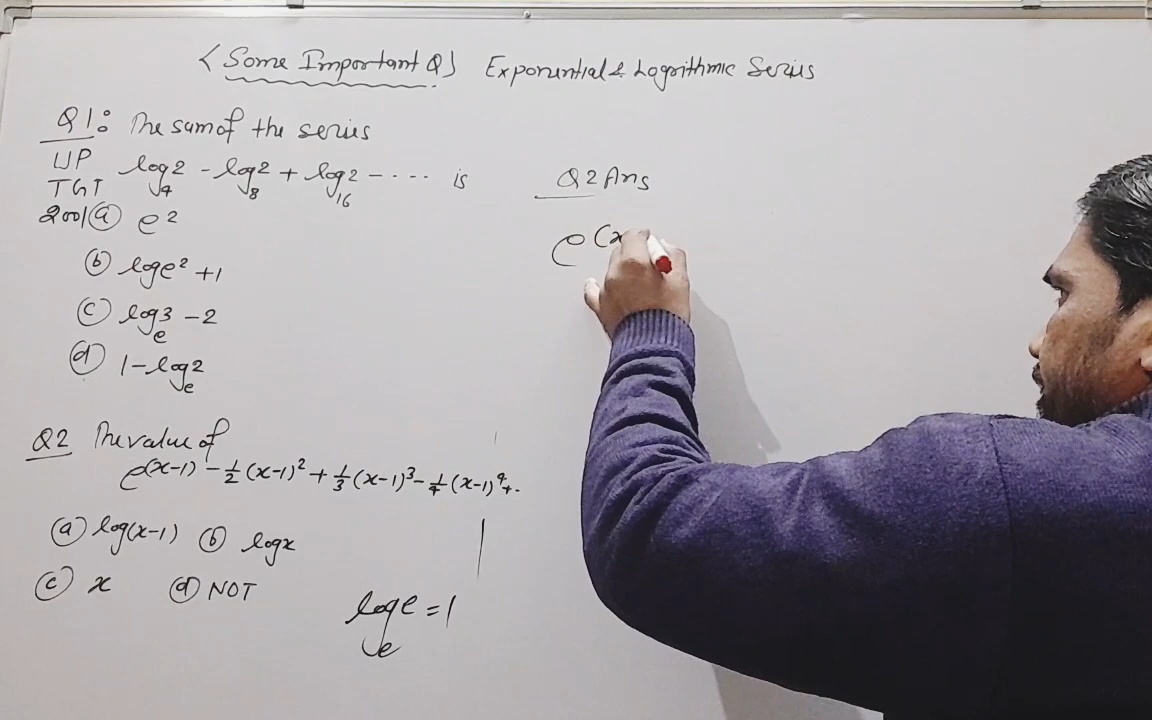 (Some Important Q) Exponential & Logrithmic Series
Q1: The sum of the series
UP TGT 2001 log₄2 - log₈2 + log₁₆2 - .... is
(a) e²
(b) loge² + 1
(c) logₑ3 - 2
(d) 1 - logₑ2
Q2 The value of
e^(x-1) - 1/2 (x-1)² + 1/3 (x-1)³ - 1/4 (x-1)⁴ + ..
(a) log(x-1) (b) logx
(c) x (d) NOT
logₑe = 1
Q2 Ans
e^(x